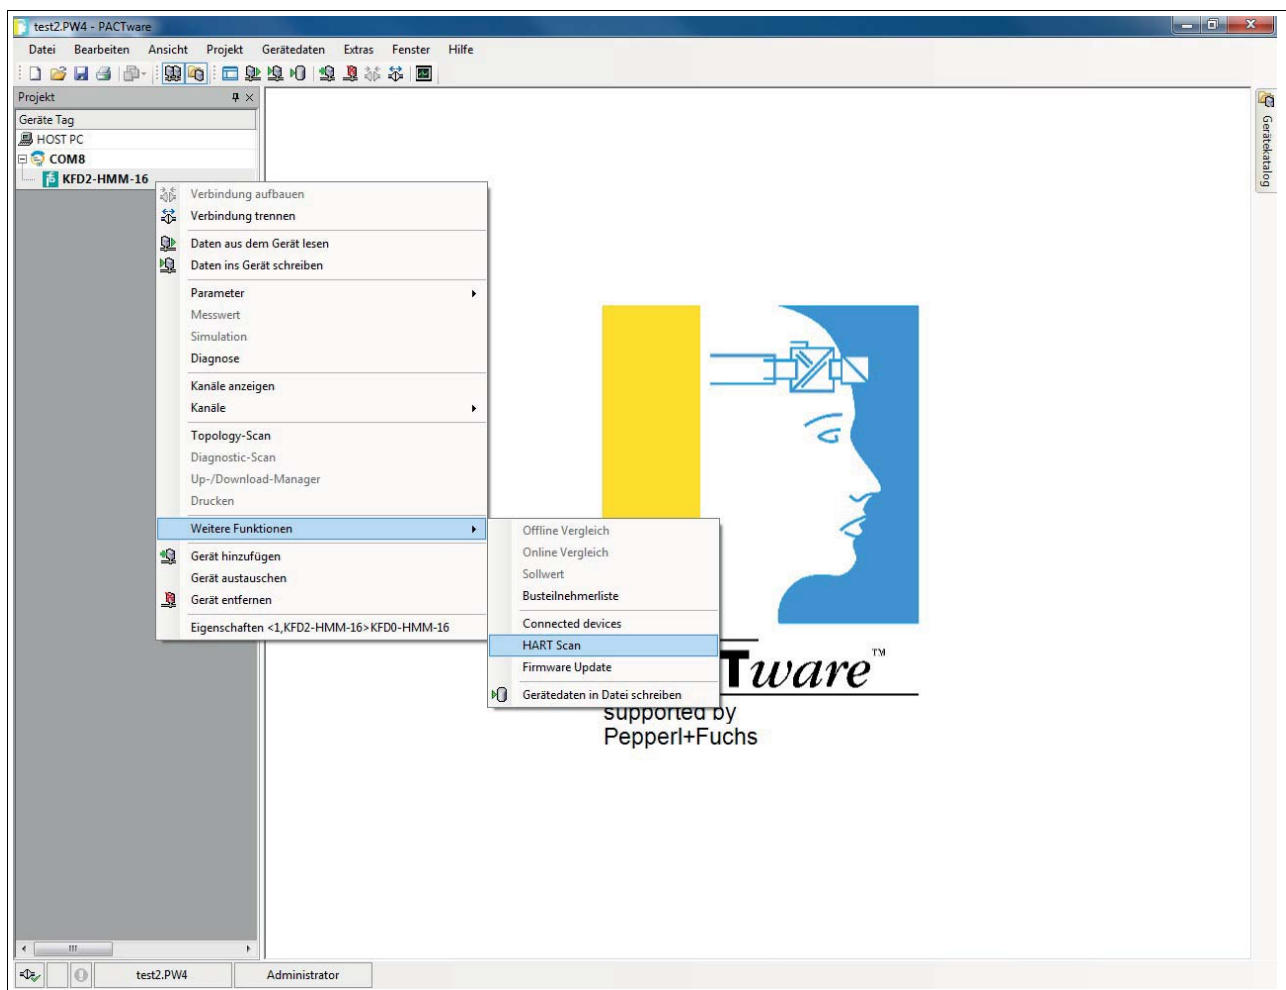 test2.PW4 - PACTware
Datei Bearbeiten Ansicht Projekt Gerätedaten Extras Fenster Hilfe
Projekt
Geräte Tag
HOST PC
COM8
KFD2-HMM-16
Verbindung aufbauen
Verbindung trennen
Daten aus dem Gerät lesen
Daten ins Gerät schreiben
Parameter
Messwert
Simulation
Diagnose
Kanäle anzeigen
Kanäle
Topology-Scan
Diagnostic-Scan
Up-/Download-Manager
Drucken
Weitere Funktionen
Gerät hinzufügen
Gerät austauschen
Gerät entfernen
Eigenschaften <1,KFD2-HMM-16>KFD0-HMM-16
Offline Vergleich
Online Vergleich
Sollwert
Busteilnehmerliste
Connected devices
HART Scan
Firmware Update
Gerätedaten in Datei schreiben
Tware™
supported by
Pepperl+Fuchs
Gerätekatalog
test2.PW4 Administrator